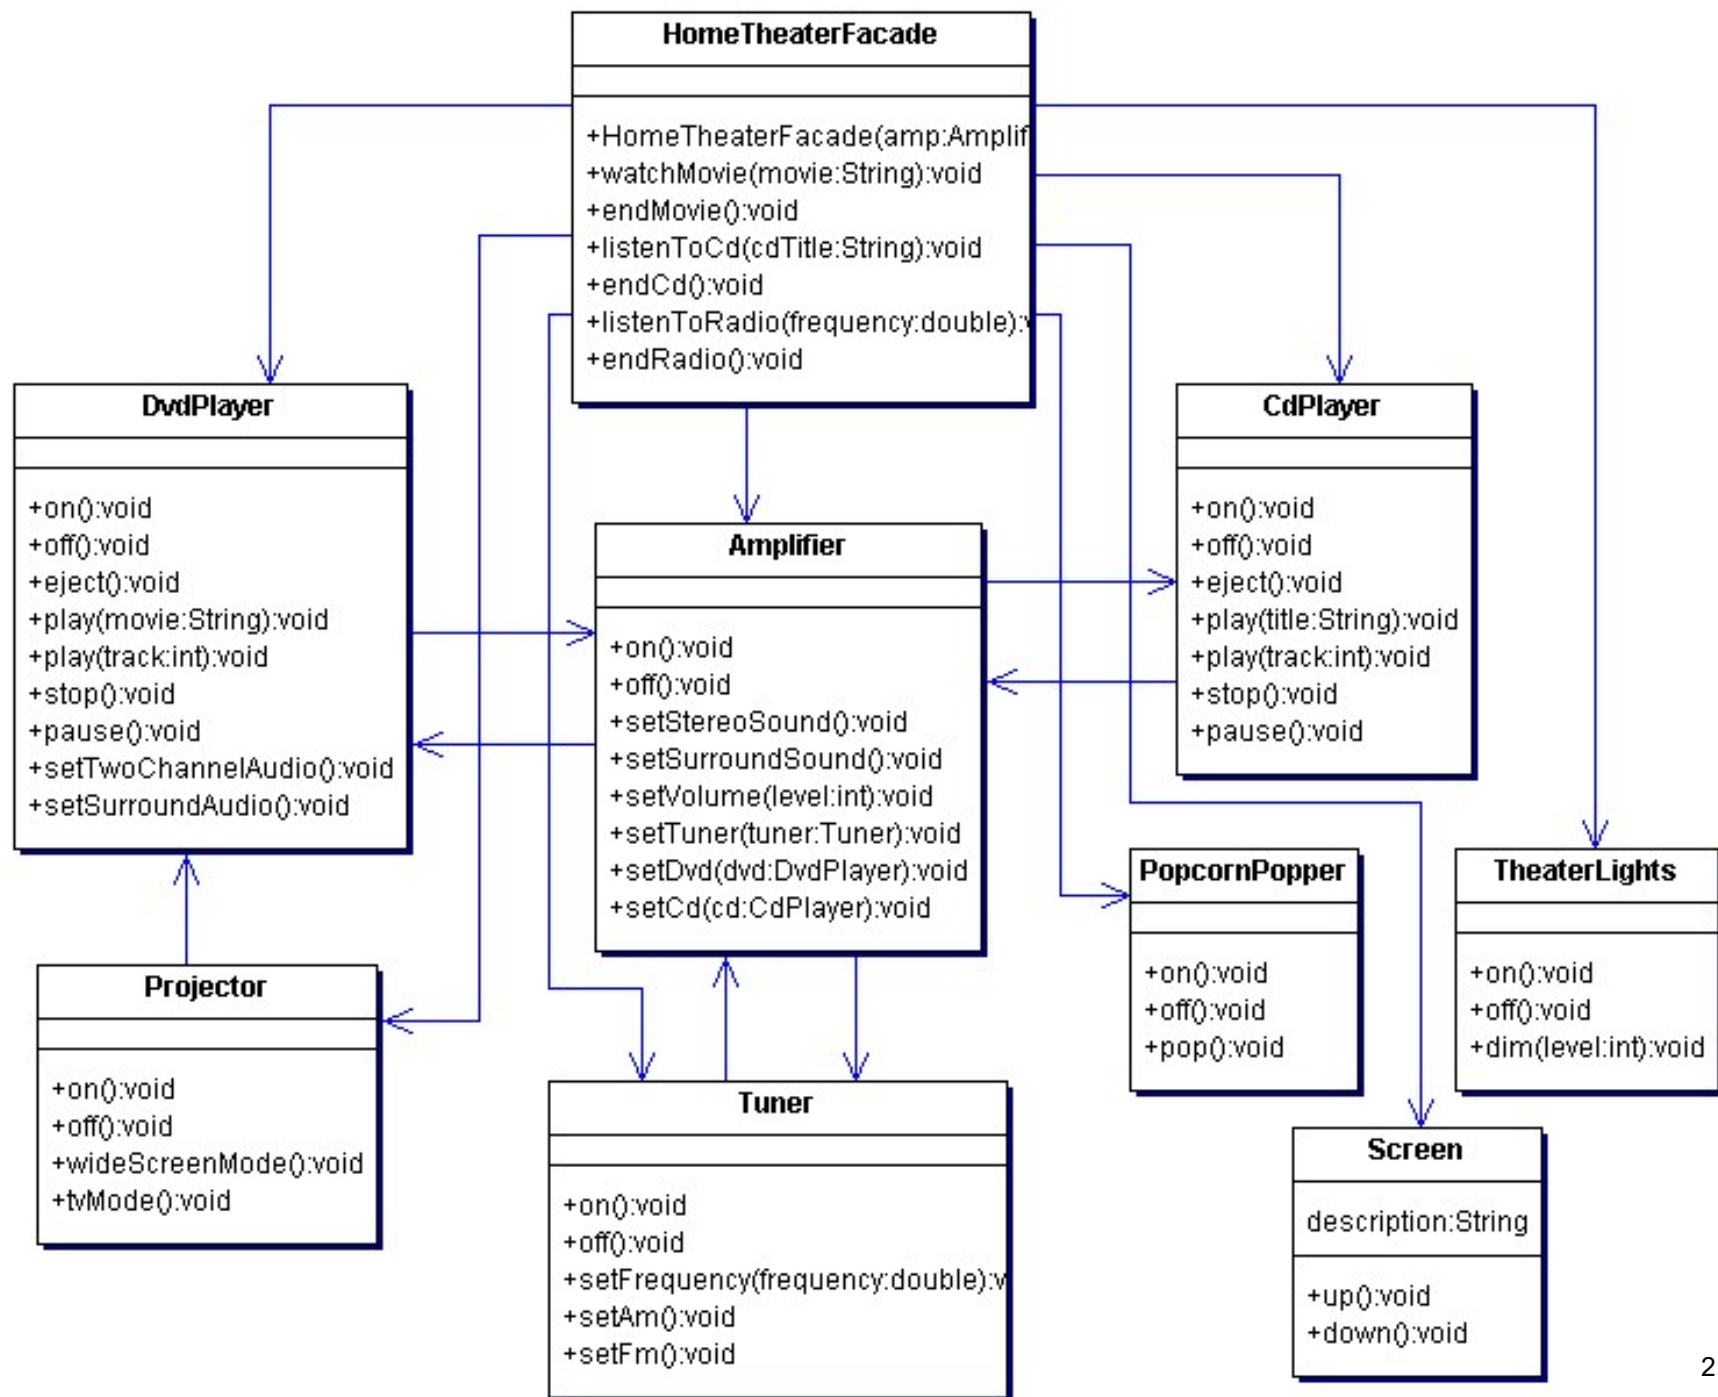 HomeTheaterFacade
+HomeTheaterFacade(amp:Amplif
+watchMovie(movie:String):void
+endMovie():void
+listenToCd(cdTitle:String):void
+endCd():void
+listenToRadio(frequency:double):v
+endRadio():void
DvdPlayer
+on():void
+off():void
+eject():void
+play(movie:String):void
+play(track:int):void
+stop():void
+pause():void
+setTwoChannelAudio():void
+setSurroundAudio():void
Amplifier
+on():void
+off():void
+setStereoSound():void
+setSurroundSound():void
+setVolume(level:int):void
+setTuner(tuner:Tuner):void
+setDvd(dvd:DvdPlayer):void
+setCd(cd:CdPlayer):void
CdPlayer
+on():void
+off():void
+eject():void
+play(title:String):void
+play(track:int):void
+stop():void
+pause():void
Projector
+on():void
+off():void
+wideScreenMode():void
+tvMode():void
Tuner
+on():void
+off():void
+setFrequency(frequency:double):v
+setAm():void
+setFm():void
PopcornPopper
+on():void
+off():void
+pop():void
TheaterLights
+on():void
+off():void
+dim(level:int):void
Screen
description:String
+up():void
+down():void
2